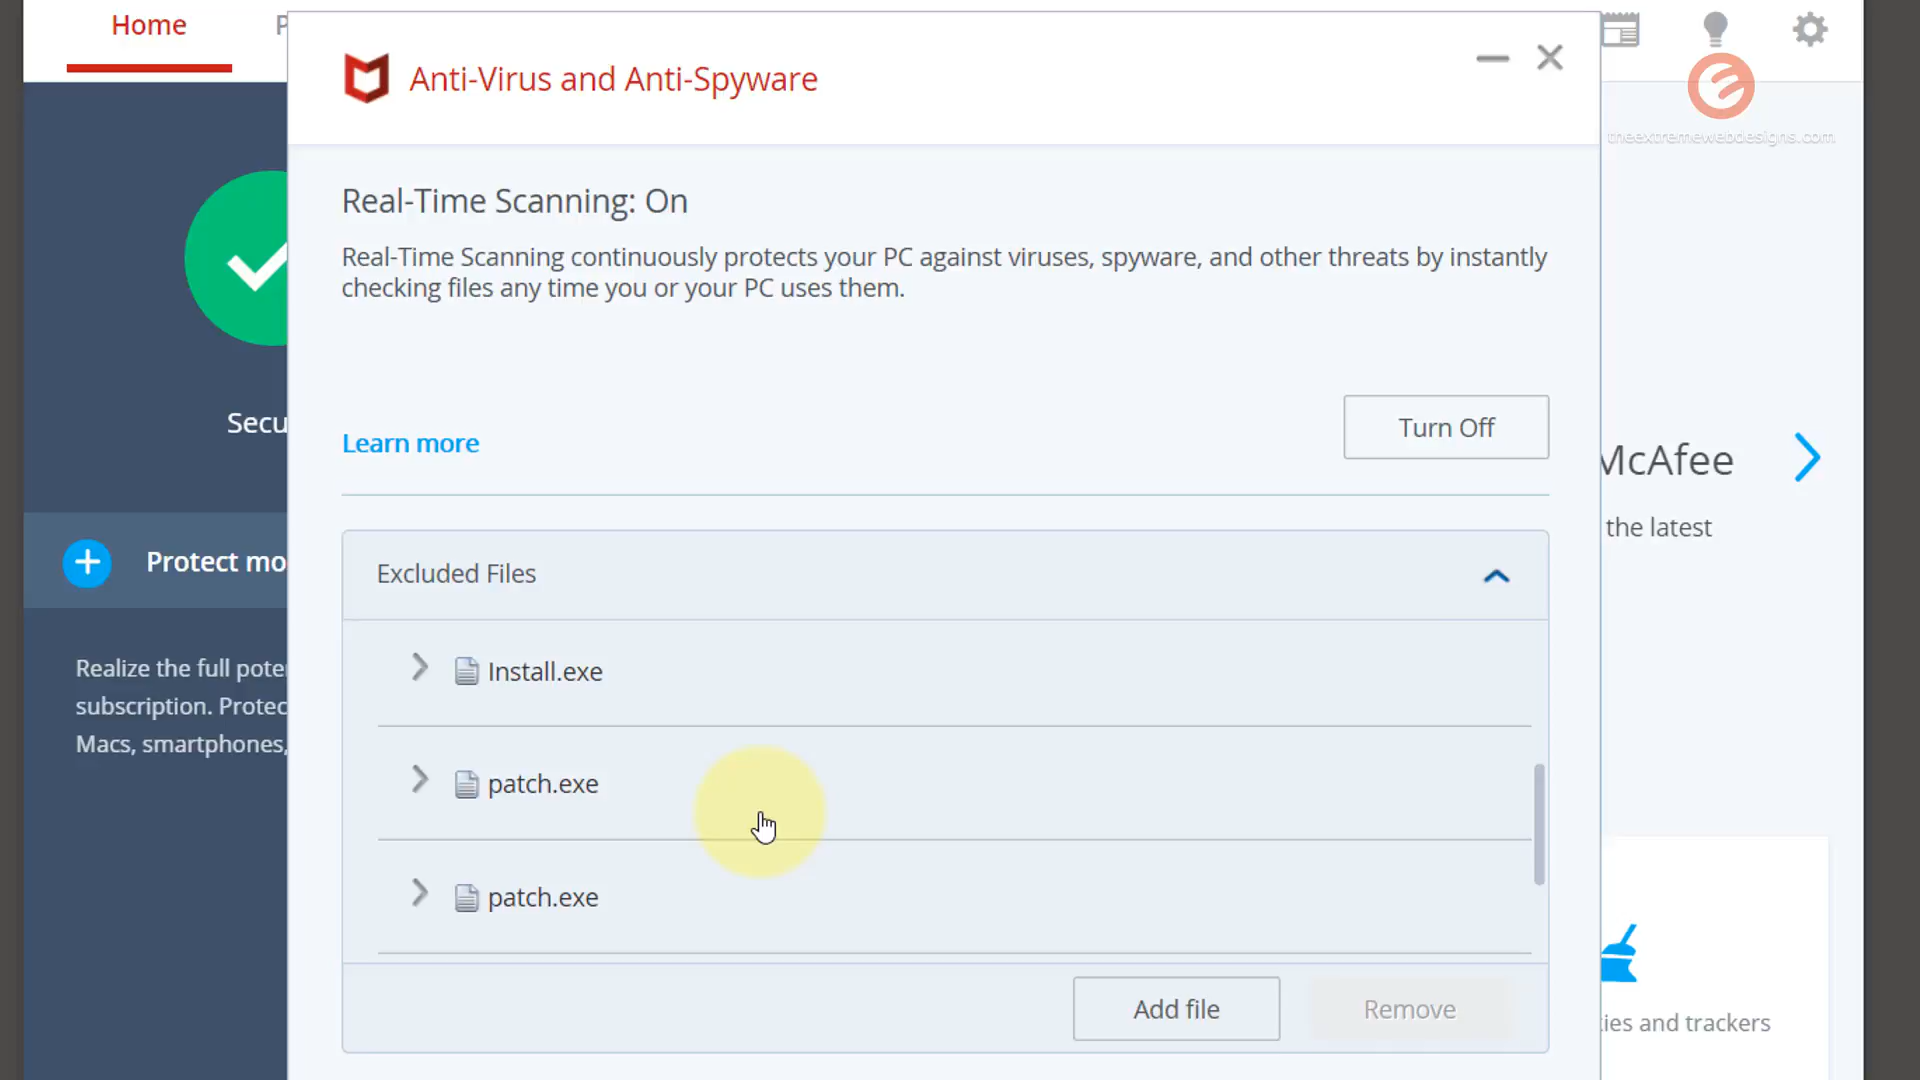 Home
Anti-Virus and Anti-Spyware
theextremewebdesigns.com
Real-Time Scanning: On
Real-Time Scanning continuously protects your PC against viruses, spyware, and other threats by instantly
checking files any time you or your PC uses them.
Secu
Learn more
Turn Off
McAfee
the latest
Protect mo
Excluded Files
Realize the full pote
subscription. Protec
Macs, smartphones,
Install.exe
patch.exe
patch.exe
Add file
Remove
ies and trackers